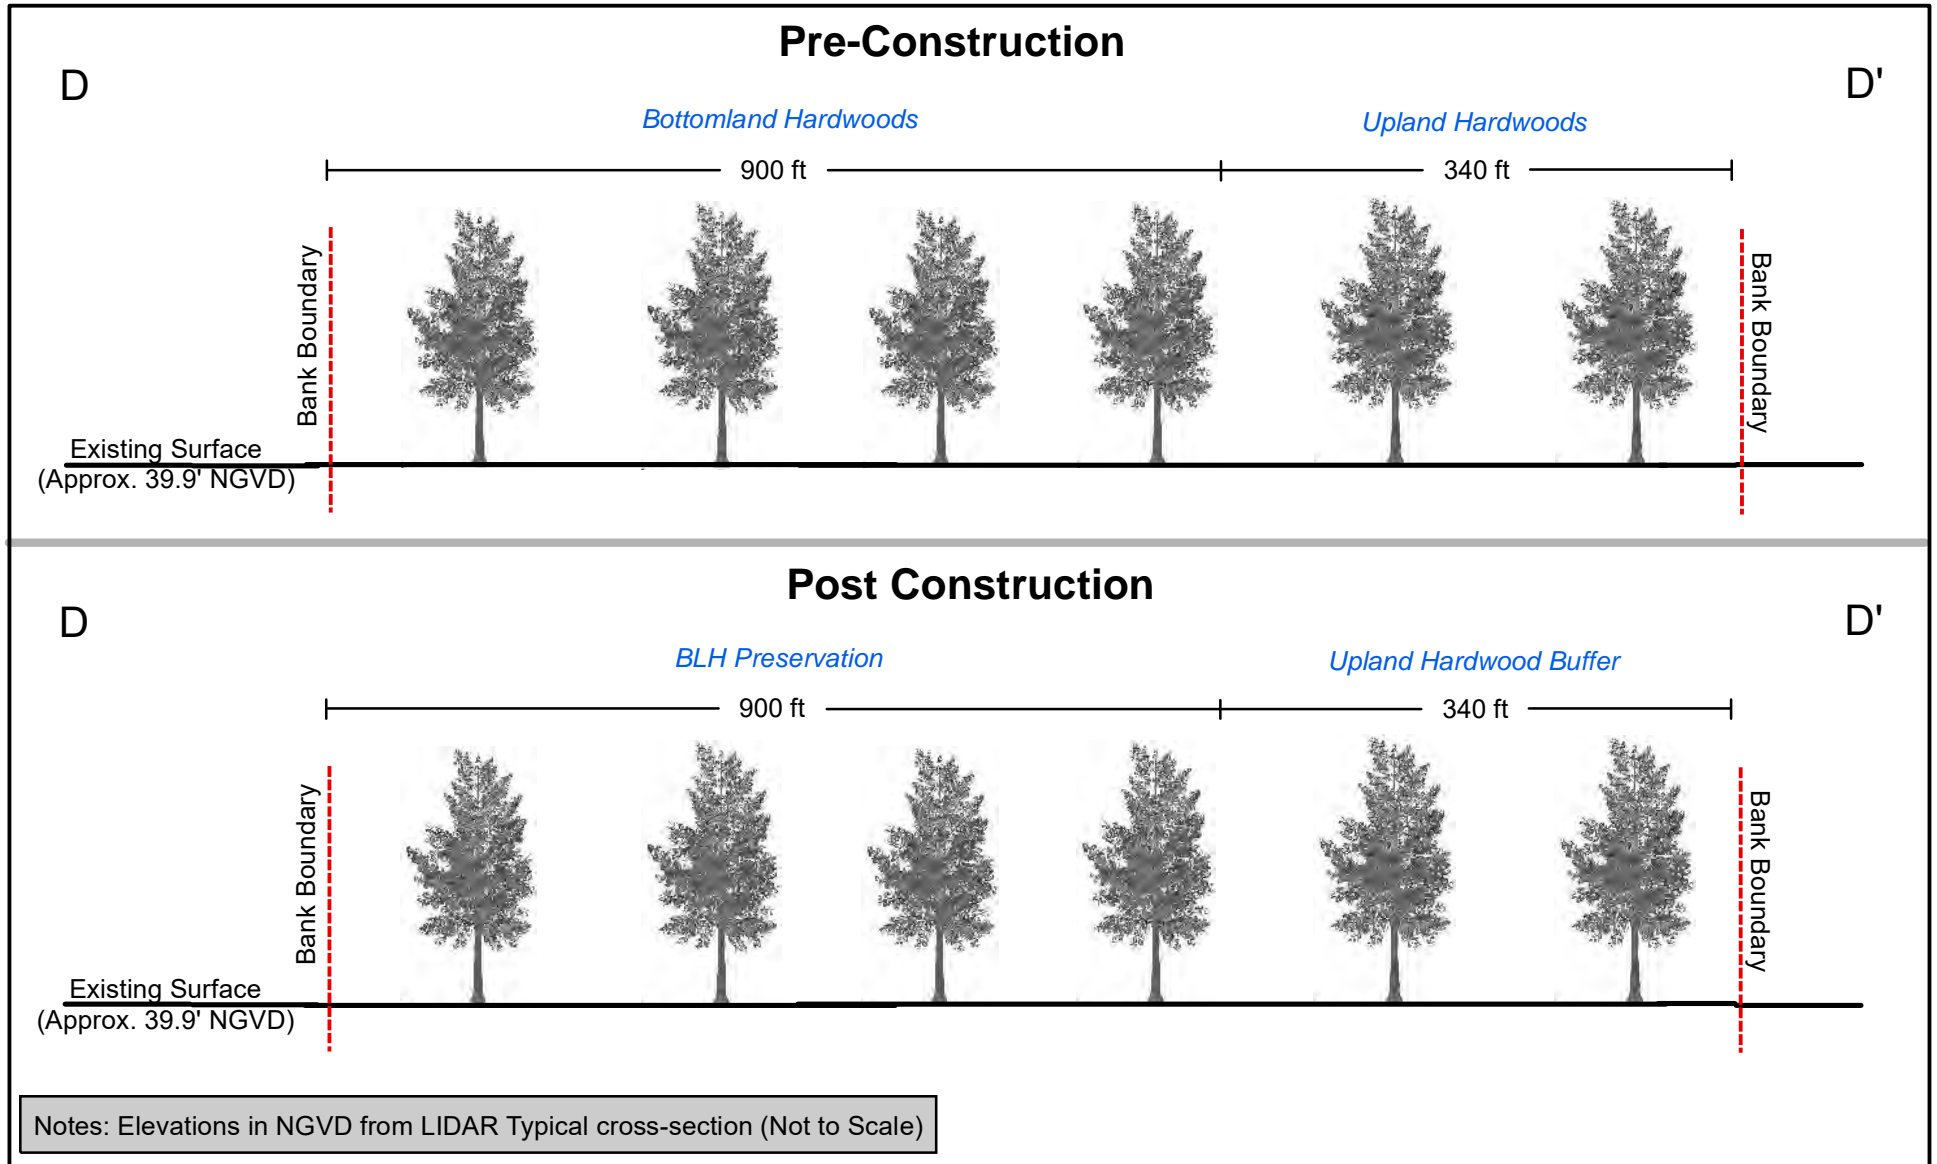 Pre-Construction
D
D'
Bottomland Hardwoods
Upland Hardwoods
900 ft
340 ft
Bank Boundary
Bank Boundary
Existing Surface
(Approx. 39.9' NGVD)
Post Construction
D
D'
BLH Preservation
Upland Hardwood Buffer
900 ft
340 ft
Bank Boundary
Bank Boundary
Existing Surface
(Approx. 39.9' NGVD)
Notes: Elevations in NGVD from LIDAR Typical cross-section (Not to Scale)